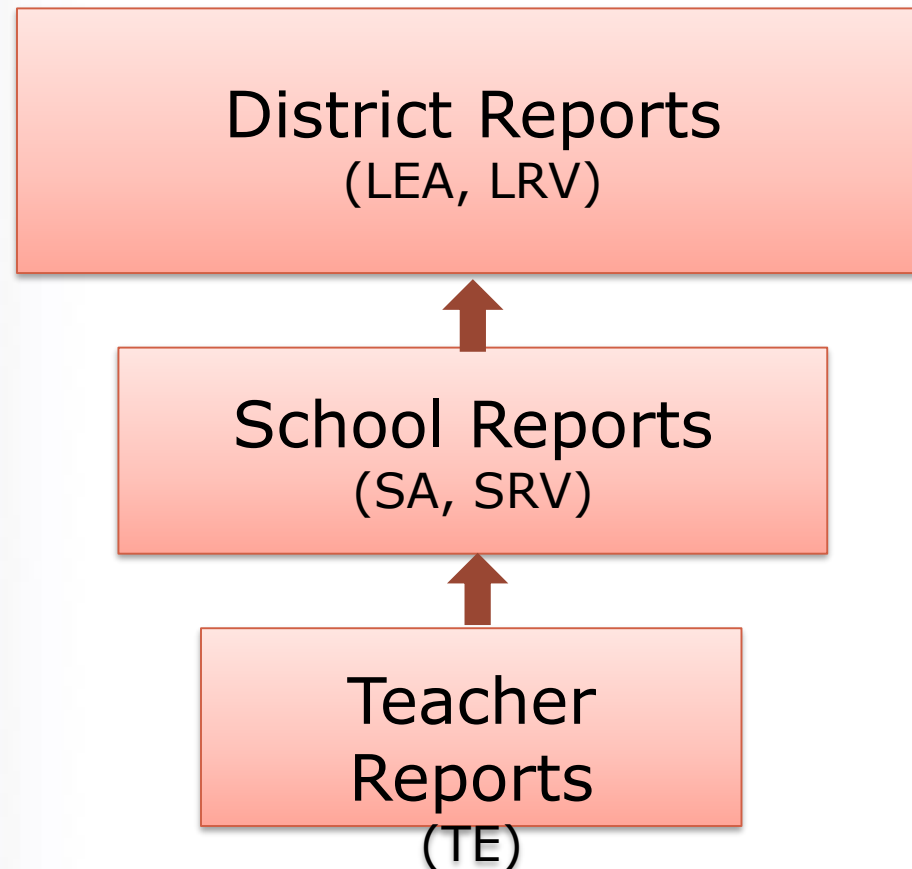 District Reports
(LEA, LRV)
School Reports
(SA, SRV)
Teacher
Reports
(TE)